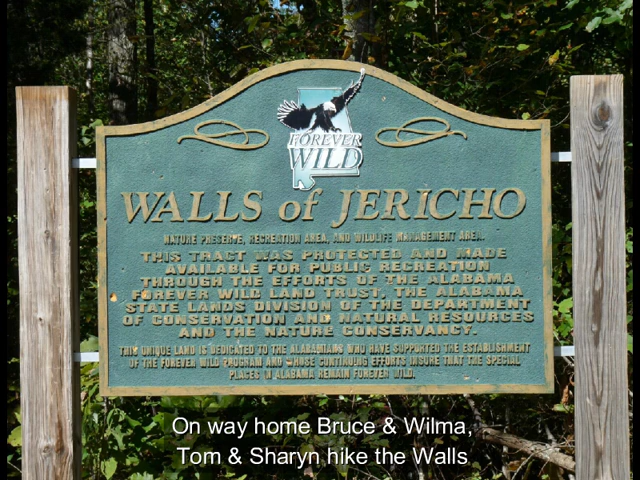 FOREVER
WILD
WALLS of JERICHO
NATURE PRESERVE, RECREATION AREA, AND WILDLIFE MANAGEMENT AREA.
THIS TRACT WAS PROTECTED AND MADE
AVAILABLE FOR PUBLIC RECREATION
THROUGH THE EFFORTS OF THE ALABAMA
FOREVER WILD LAND TRUST, THE ALABAMA
STATE LANDS DIVISION OF THE DEPARTMENT
OF CONSERVATION AND NATURAL RESOURCES
AND THE NATURE CONSERVANCY.
THIS UNIQUE LAND IS DEDICATED TO THE ALABAMIANS WHO HAVE SUPPORTED THE ESTABLISHMENT
OF THE FOREVER WILD PROGRAM AND WHOSE CONTINUING EFFORTS INSURE THAT THE SPECIAL
PLACES IN ALABAMA REMAIN FOREVER WILD.
On way home Bruce & Wilma,
Tom & Sharyn hike the Walls